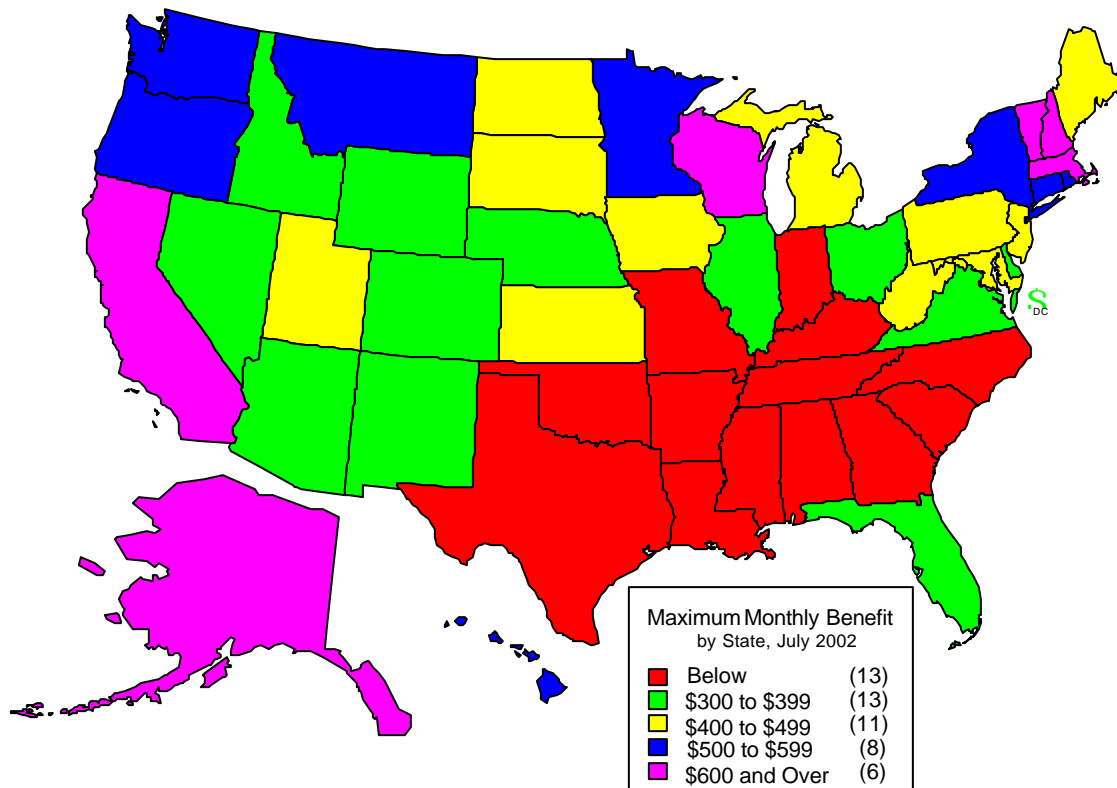 S
DC
Maximum Monthly Benefit
by State, July 2002
Below (13)
$300 to $399 (13)
$400 to $499 (11)
$500 to $599 (8)
$600 and Over (6)